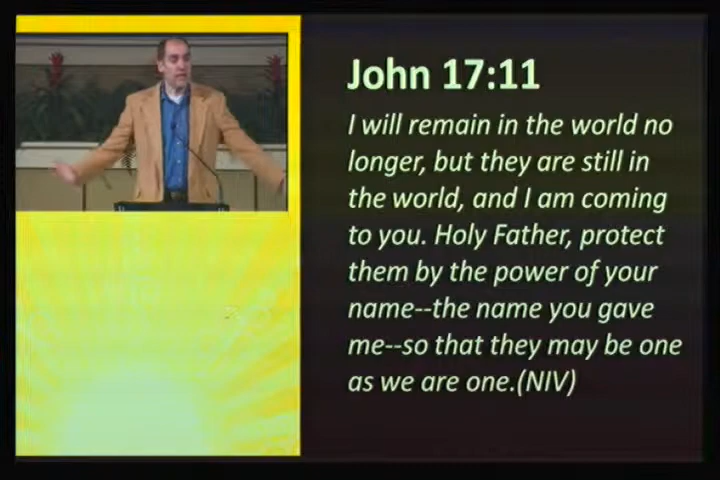 John 17:11
I will remain in the world no
longer, but they are still in
the world, and I am coming
to you. Holy Father, protect
them by the power of your
name--the name you gave
me--so that they may be one
as we are one.(NIV)